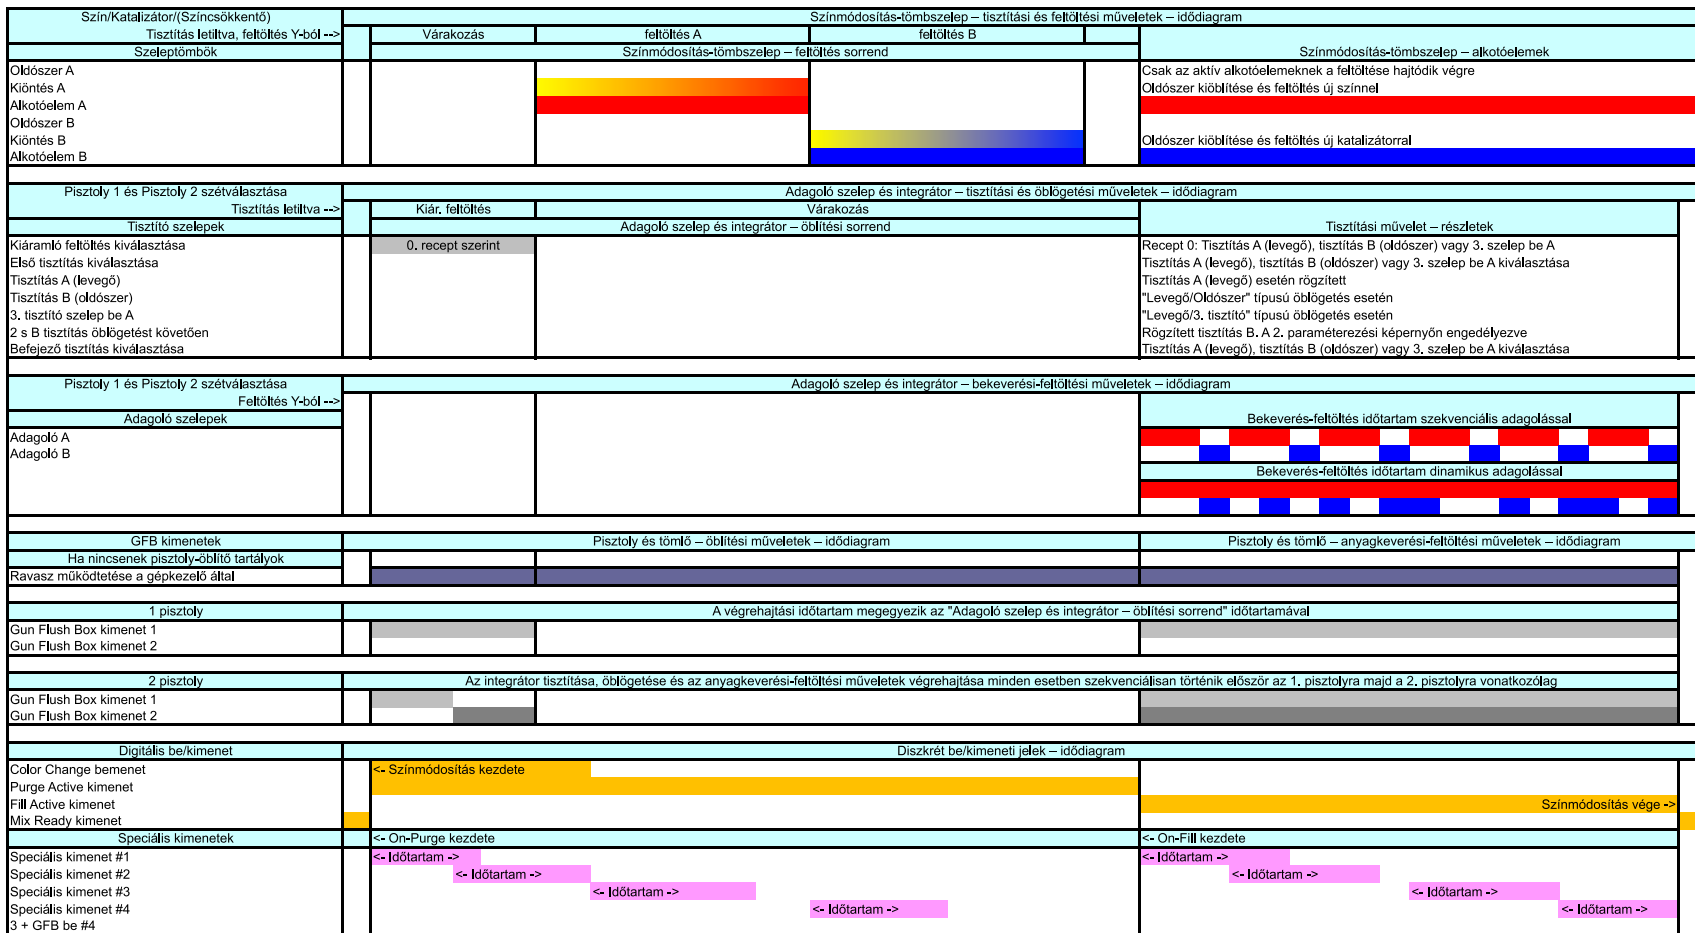 Szín/Katalizátor/(Színcsökkentő)
Színmódosítás-tömbszelep – tisztítási és feltöltési műveletek – idődiagram
Tisztítás letiltva, feltöltés Y-ból -->
Várakozás
feltöltés A
feltöltés B
Szeleptömbök
Színmódosítás-tömbszelep – feltöltés sorrend
Színmódosítás-tömbszelep – alkotóelemek
Oldószer A
Csak az aktív alkotóelemeknek a feltöltése hajtódik végre
Kiöntés A
Oldószer kiöblítése és feltöltés új színnel
Alkotóelem A
Oldószer B
Kiöntés B
Oldószer kiöblítése és feltöltés új katalizátorral
Alkotóelem B
Pisztoly 1 és Pisztoly 2 szétválasztása
Adagoló szelep és integrátor – tisztítási és öblögetési műveletek – idődiagram
Tisztítás letiltva -->
Kiár. feltöltés
Várakozás
Tisztító szelepek
Adagoló szelep és integrátor – öblítési sorrend
Tisztítási művelet – részletek
Kiáramló feltöltés kiválasztása
0. recept szerint
Recept 0: Tisztítás A (levegő), tisztítás B (oldószer) vagy 3. szelep be A
Első tisztítás kiválasztása
Tisztítás A (levegő), tisztítás B (oldószer) vagy 3. szelep be A kiválasztása
Tisztítás A (levegő)
Tisztítás A (levegő) esetén rögzített
Tisztítás B (oldószer)
"Levegő/Oldószer" típusú öblögetés esetén
3. tisztító szelep be A
"Levegő/3. tisztító" típusú öblögetés esetén
2 s B tisztítás öblögetést követően
Rögzített tisztítás B. A 2. paraméterezési képernyőn engedélyezve
Befejező tisztítás kiválasztása
Tisztítás A (levegő), tisztítás B (oldószer) vagy 3. szelep be A kiválasztása
Pisztoly 1 és Pisztoly 2 szétválasztása
Adagoló szelep és integrátor – bekeverési-feltöltési műveletek – idődiagram
Feltöltés Y-ból -->
Adagoló szelepek
Bekeverés-feltöltés időtartam szekvenciális adagolással
Adagoló A
Adagoló B
Bekeverés-feltöltés időtartam dinamikus adagolással
GFB kimenetek
Pisztoly és tömlő – öblítési műveletek – idődiagram
Pisztoly és tömlő – anyagkeverési-feltöltési műveletek – idődiagram
Ha nincsenek pisztoly-öblítő tartályok
Ravasz működtetése a gépkezelő által
1 pisztoly
A végrehajtási időtartam megegyezik az "Adagoló szelep és integrátor – öblítési sorrend" időtartamával
Gun Flush Box kimenet 1
Gun Flush Box kimenet 2
2 pisztoly
Az integrátor tisztítása, öblögetése és az anyagkeverési-feltöltési műveletek végrehajtása minden esetben szekvenciálisan történik először az 1. pisztolyra majd a 2. pisztolyra vonatkozólag
Gun Flush Box kimenet 1
Gun Flush Box kimenet 2
Digitális be/kimenet
Diszkrét be/kimeneti jelek – idődiagram
Color Change bemenet
<- Színmódosítás kezdete
Purge Active kimenet
Fill Active kimenet
Színmódosítás vége ->
Mix Ready kimenet
Speciális kimenetek
<- On-Purge kezdete
<- On-Fill kezdete
Speciális kimenet #1
<- Időtartam ->
<- Időtartam ->
Speciális kimenet #2
<- Időtartam ->
<- Időtartam ->
Speciális kimenet #3
<- Időtartam ->
<- Időtartam ->
Speciális kimenet #4
<- Időtartam ->
<- Időtartam ->
3 + GFB be #4